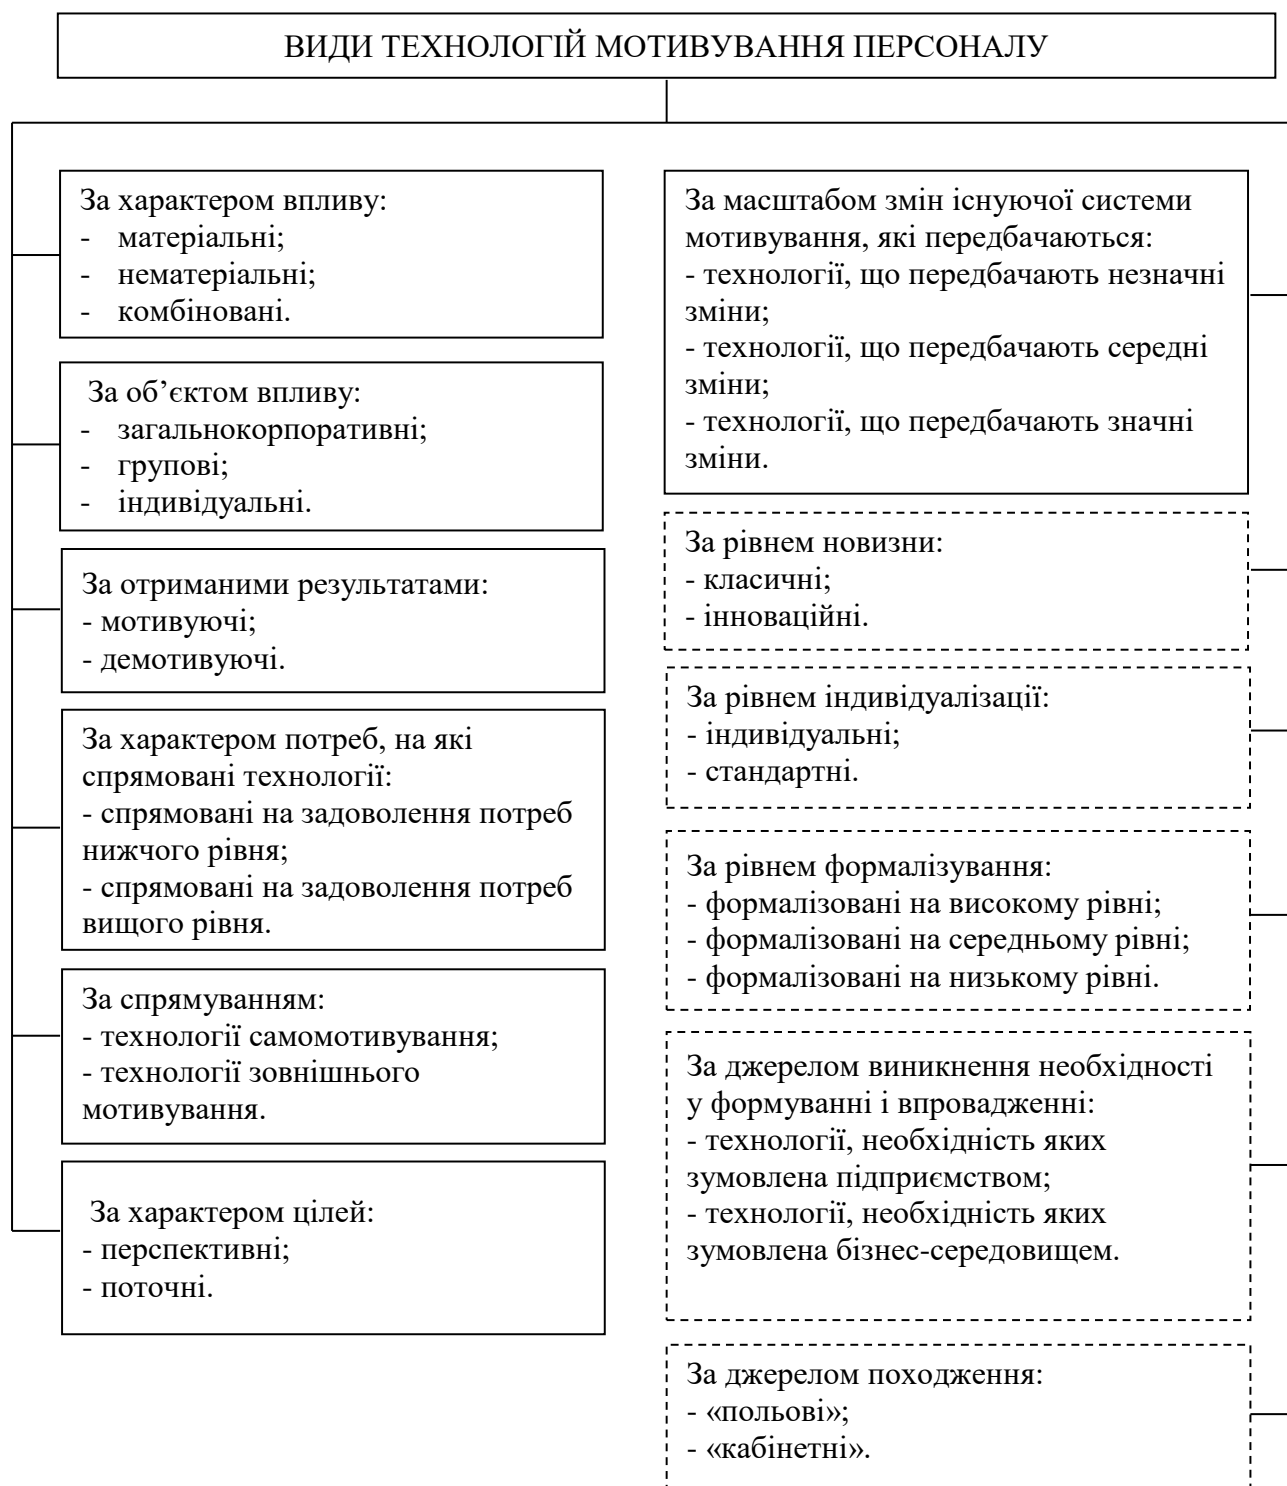 ВИДИ ТЕХНОЛОГІЙ МОТИВУВАННЯ ПЕРСОНАЛУ
За характером впливу:
- матеріальні;
- нематеріальні;
- комбіновані.
За об’єктом впливу:
- загальнокорпоративні;
- групові;
- індивідуальні.
За отриманими результатами:
- мотивуючі;
- демотивуючі.
За характером потреб, на які
спрямовані технології:
- спрямовані на задоволення потреб
нижчого рівня;
- спрямовані на задоволення потреб
вищого рівня.
За спрямуванням:
- технології самомотивування;
- технології зовнішнього
мотивування.
За характером цілей:
- перспективні;
- поточні.
За масштабом змін існуючої системи
мотивування, які передбачаються:
- технології, що передбачають незначні
зміни;
- технології, що передбачають середні
зміни;
- технології, що передбачають значні
зміни.
За рівнем новизни:
- класичні;
- інноваційні.
За рівнем індивідуалізації:
- індивідуальні;
- стандартні.
За рівнем формалізування:
- формалізовані на високому рівні;
- формалізовані на середньому рівні;
- формалізовані на низькому рівні.
За джерелом виникнення необхідності
у формуванні і впровадженні:
- технології, необхідність яких
зумовлена підприємством;
- технології, необхідність яких
зумовлена бізнес-середовищем.
За джерелом походження:
- «польові»;
- «кабінетні».